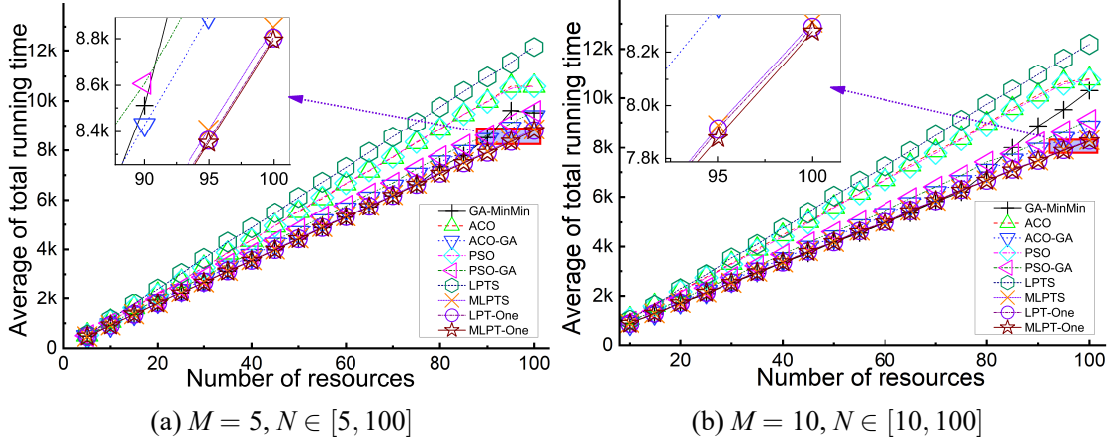 Average of total running time
12k
10k
8k
6k
4k
2k
0
0
20
40
60
80
100
Number of resources
8.8k
8.6k
8.4k
90
95
100
GA-MinMin
ACO
ACO-GA
PSO
PSO-GA
LPTS
MLPTS
LPT-One
MLPT-One
(a) M = 5, N ∈ [5, 100]
Average of total running time
12k
10k
8k
6k
4k
2k
0
20
40
60
80
100
Number of resources
8.2k
8.0k
7.8k
95
100
GA-MinMin
ACO
ACO-GA
PSO
PSO-GA
LPTS
MLPTS
LPT-One
MLPT-One
(b) M = 10, N ∈ [10, 100]